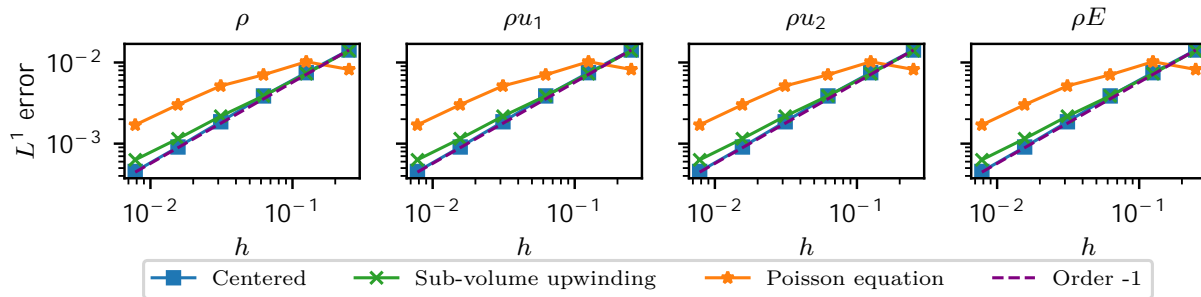 ρ ρu₁ ρu₂ ρE
L¹ error
10⁻²
10⁻³
10⁻² 10⁻¹ 10⁻² 10⁻¹ 10⁻² 10⁻¹ 10⁻² 10⁻¹
h h h h
Centered Sub-volume upwinding Poisson equation Order -1